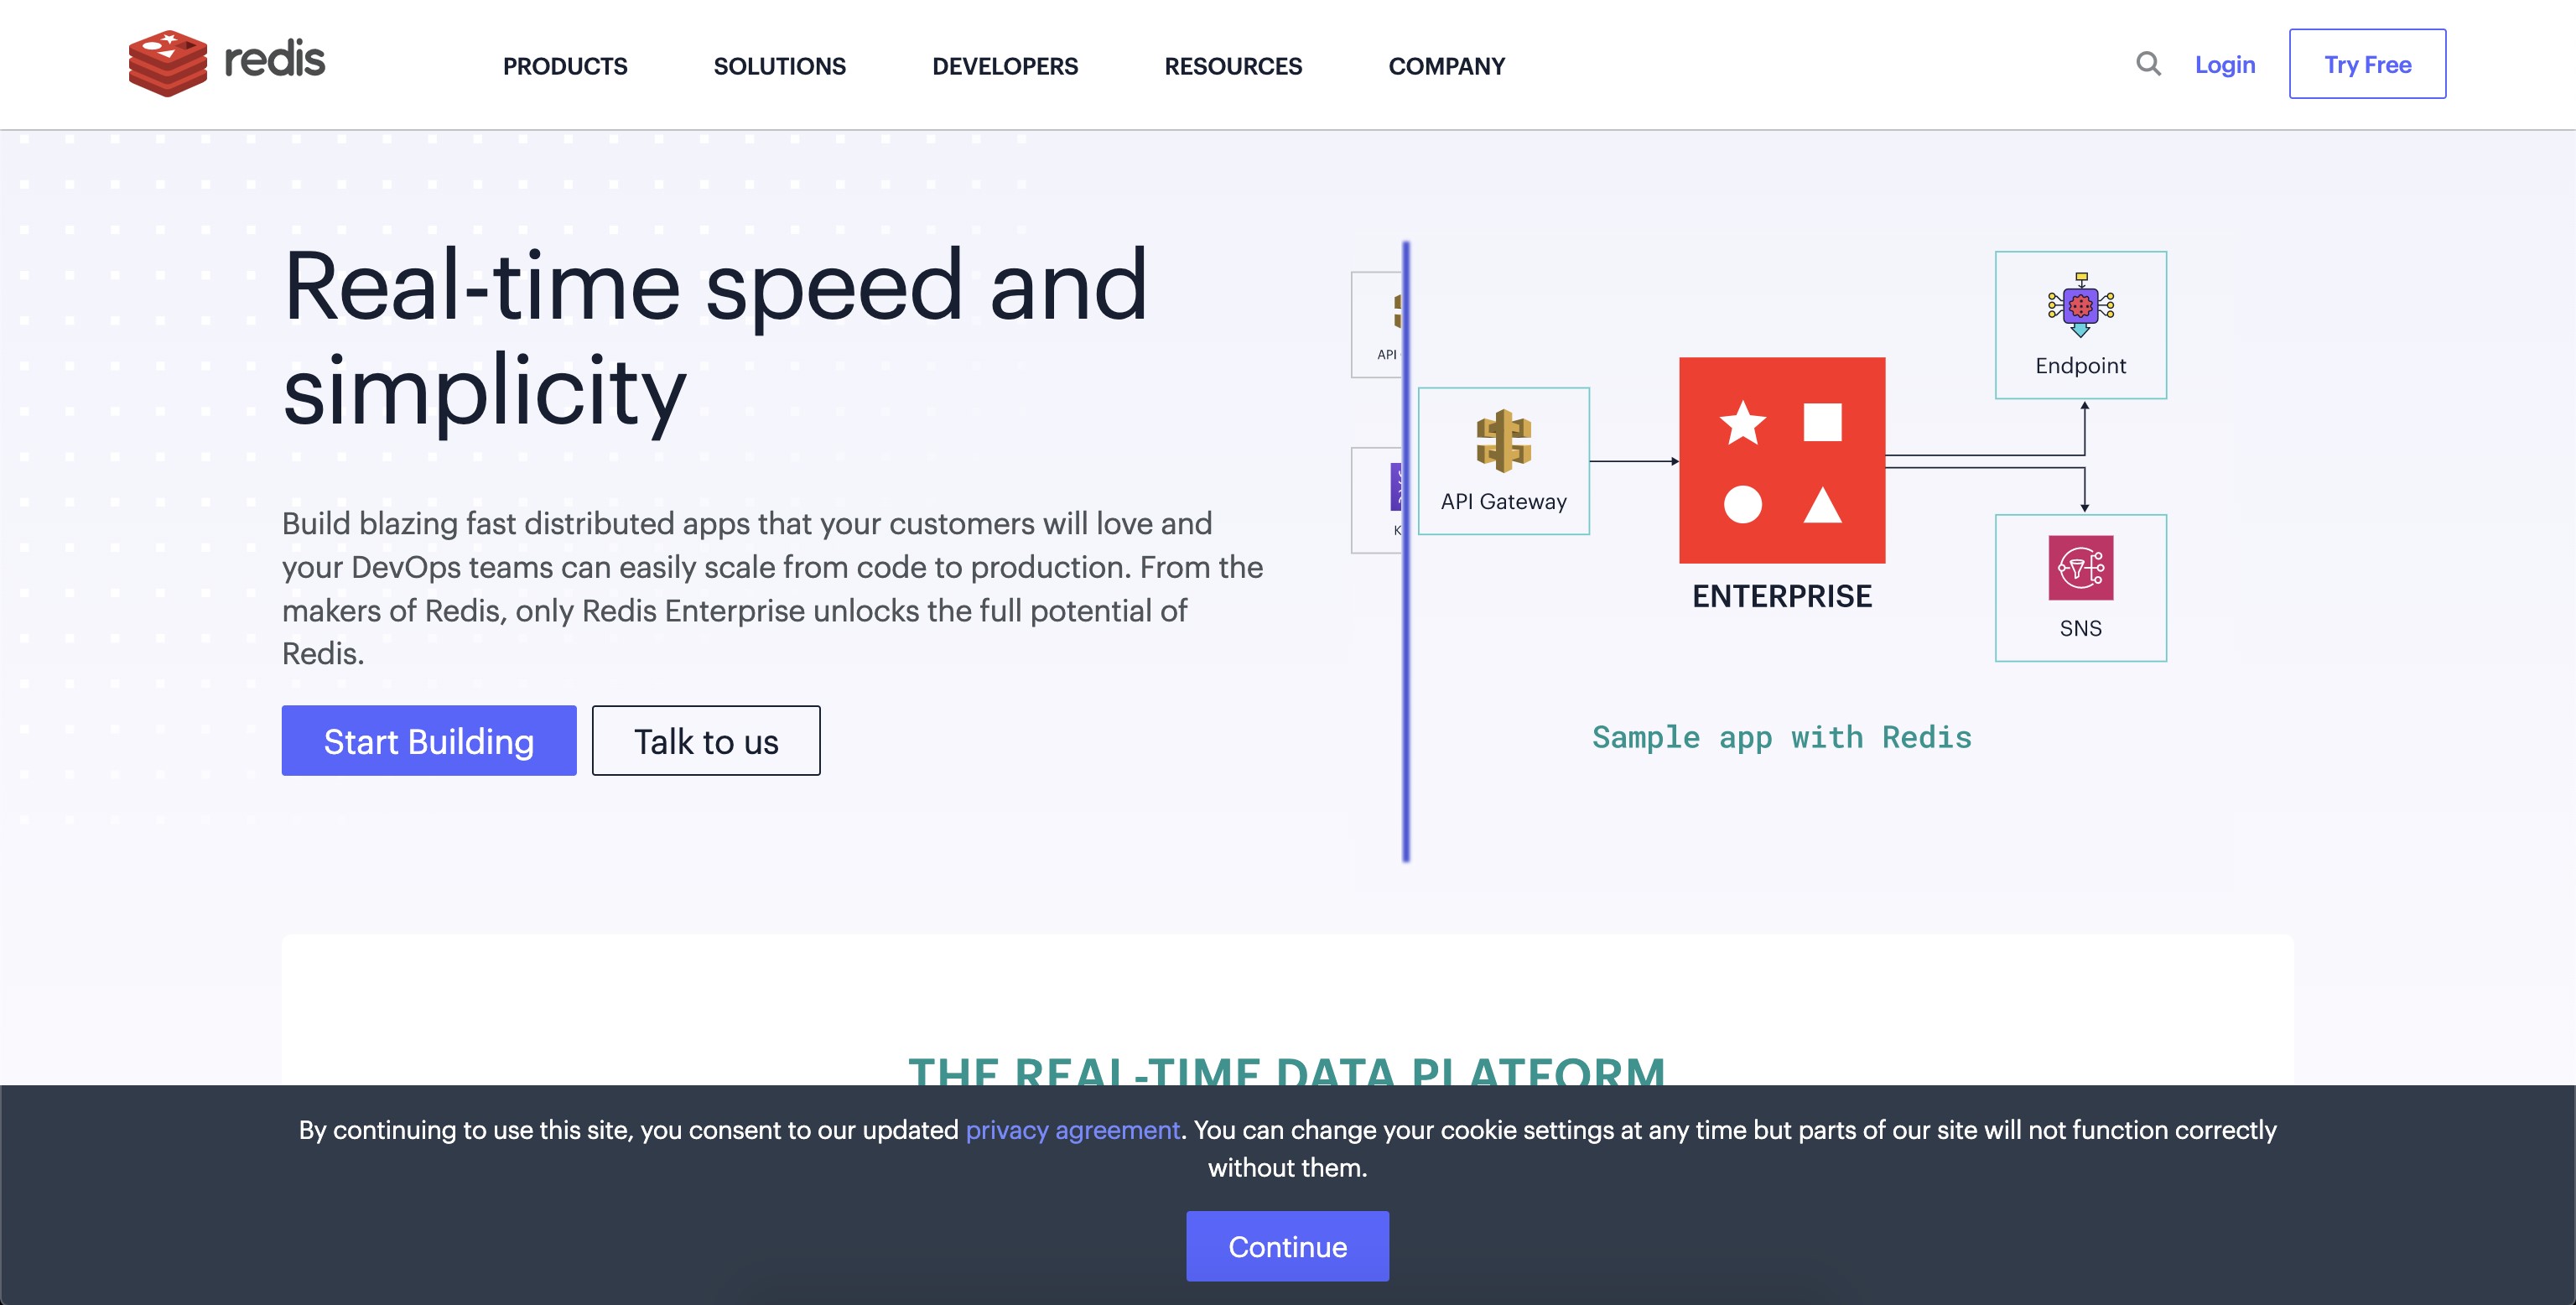 redis
PRODUCTS
SOLUTIONS
DEVELOPERS
RESOURCES
COMPANY
Login
Try Free
Real-time speed and
simplicity
Build blazing fast distributed apps that your customers will love and
your DevOps teams can easily scale from code to production. From the
makers of Redis, only Redis Enterprise unlocks the full potential of
Redis.
Start Building
Talk to us
API
K
API Gateway
ENTERPRISE
Endpoint
SNS
Sample app with Redis
THE REAL-TIME DATA PLATFORM
By continuing to use this site, you consent to our updated privacy agreement. You can change your cookie settings at any time but parts of our site will not function correctly
without them.
Continue